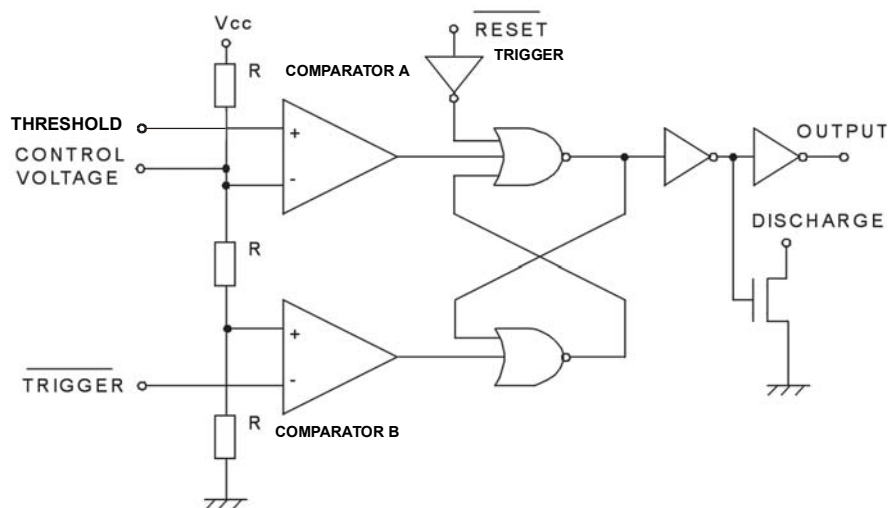 Vcc
RESET
TRIGGER
R
COMPARATOR A
THRESHOLD
+
OUTPUT
CONTROL
VOLTAGE
-
DISCHARGE
R
+
TRIGGER
-
R
COMPARATOR B